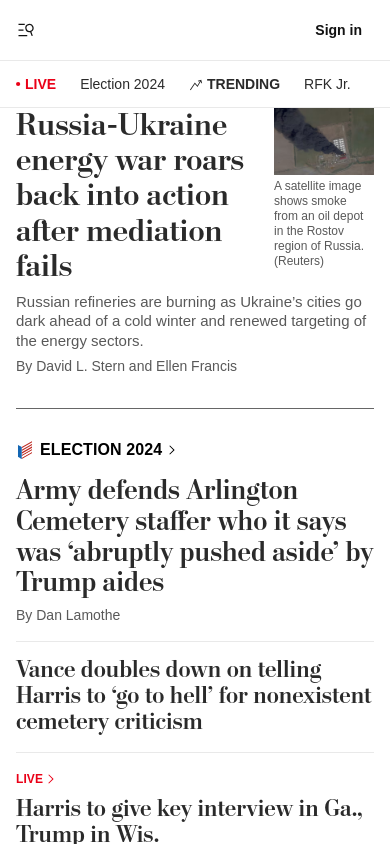 Sign in
LIVE Election 2024 TRENDING RFK Jr.
Russia-Ukraine
energy war roars
back into action
after mediation
fails
A satellite image
shows smoke
from an oil depot
in the Rostov
region of Russia.
(Reuters)
Russian refineries are burning as Ukraine’s cities go
dark ahead of a cold winter and renewed targeting of
the energy sectors.
By David L. Stern and Ellen Francis
ELECTION 2024
Army defends Arlington
Cemetery staffer who it says
was ‘abruptly pushed aside’ by
Trump aides
By Dan Lamothe
Vance doubles down on telling
Harris to ‘go to hell’ for nonexistent
cemetery criticism
LIVE
Harris to give key interview in Ga.,
Trump in Wis.